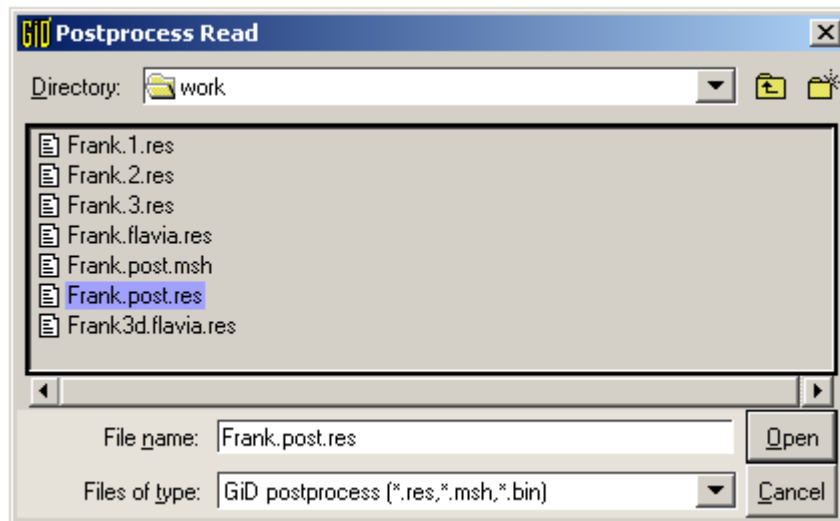 GiD Postprocess Read
Directory: work
Frank.1.res
Frank.2.res
Frank.3.res
Frank.flavia.res
Frank.post.msh
Frank.post.res
Frank3d.flavia.res
File name: Frank.post.res Open
Files of type: GiD postprocess (*.res,*.msh,*.bin) Cancel